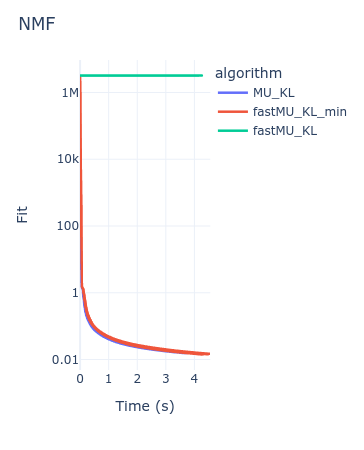 NMF
algorithm
MU_KL
fastMU_KL_min
fastMU_KL
1M
10k
100
1
0.01
Fit
0 1 2 3 4
Time (s)